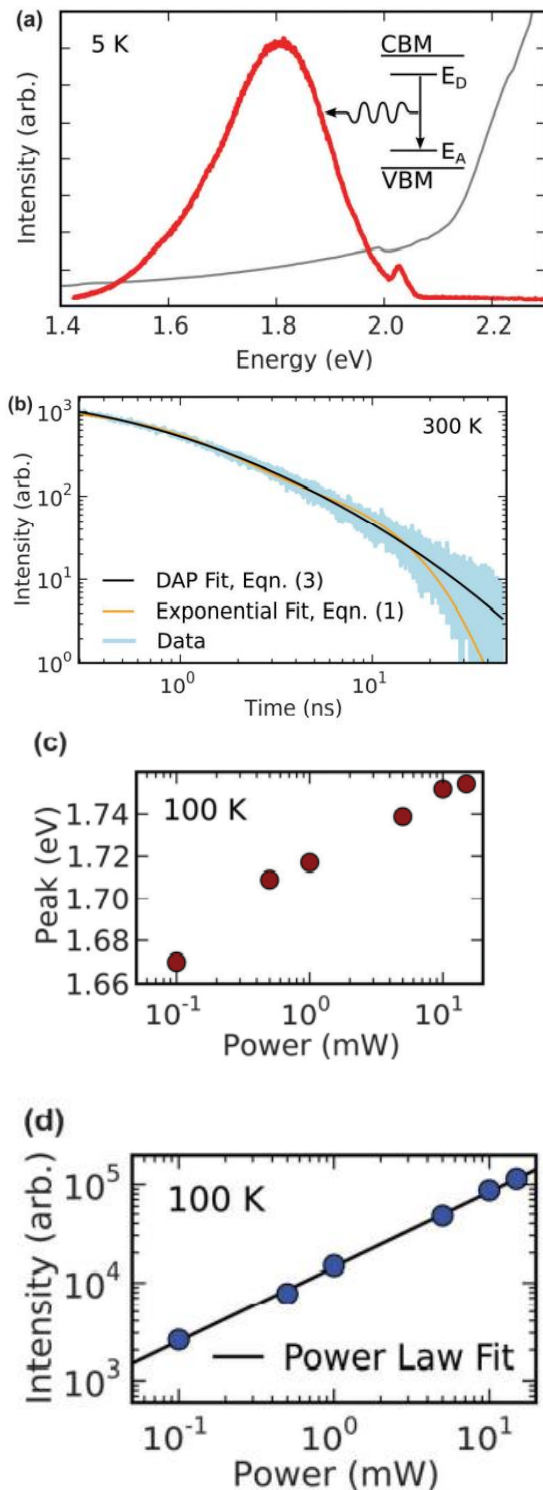 (a)
5 K
CBM
E_D
E_A
VBM
Intensity (arb.)
1.4 1.6 1.8 2.0 2.2
Energy (eV)
(b)
300 K
10^3
10^2
10^1
10^0
Intensity (arb.)
DAP Fit, Eqn. (3)
Exponential Fit, Eqn. (1)
Data
10^0 10^1
Time (ns)
(c)
100 K
1.74
1.72
1.70
1.68
1.66
Peak (eV)
10^-1 10^0 10^1
Power (mW)
(d)
100 K
10^5
10^4
10^3
Intensity (arb.)
Power Law Fit
10^-1 10^0 10^1
Power (mW)